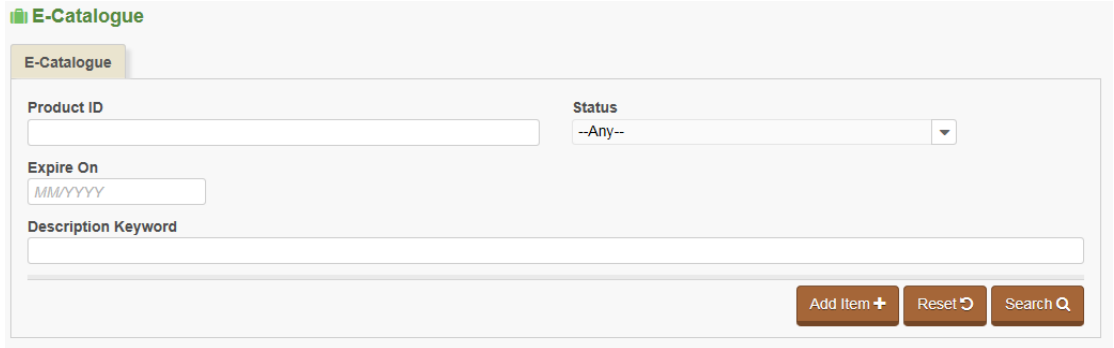 E-Catalogue
E-Catalogue
Product ID
Status
--Any--
Expire On
MM/YYYY
Description Keyword
Add Item Reset Search